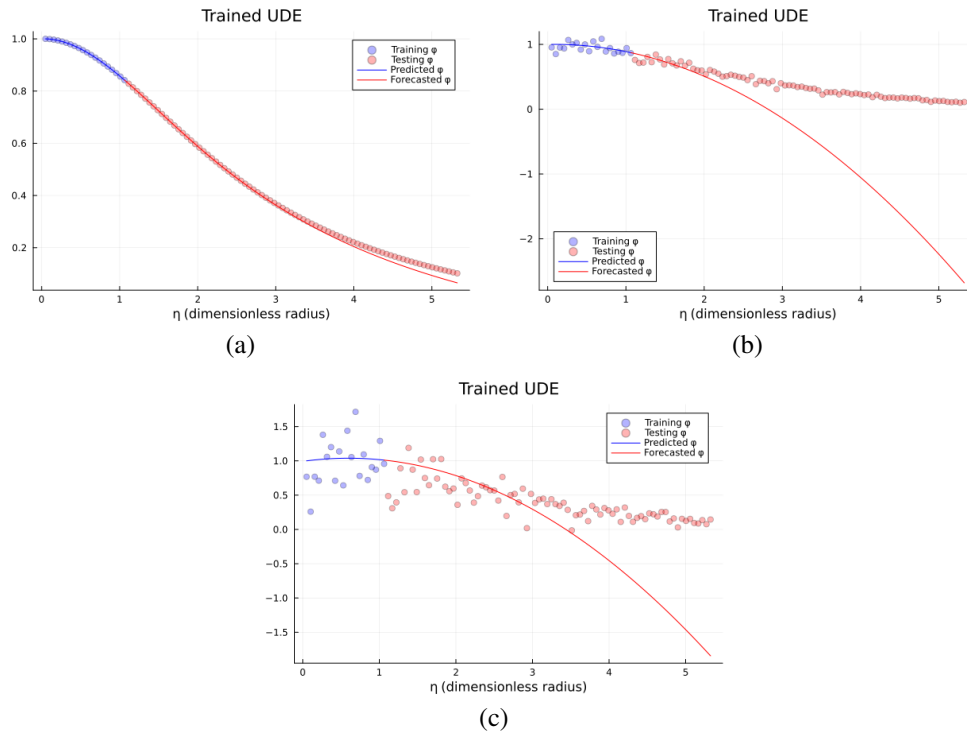 Trained UDE
1.0
0.8
0.6
0.4
0.2
Training φ
Testing φ
Predicted φ
Forecasted φ
0 1 2 3 4 5
η (dimensionless radius)
(a)
Trained UDE
1
0
−1
−2
Training φ
Testing φ
Predicted φ
Forecasted φ
0 1 2 3 4 5
η (dimensionless radius)
(b)
Trained UDE
1.5
1.0
0.5
0.0
−0.5
−1.0
−1.5
Training φ
Testing φ
Predicted φ
Forecasted φ
0 1 2 3 4 5
η (dimensionless radius)
(c)